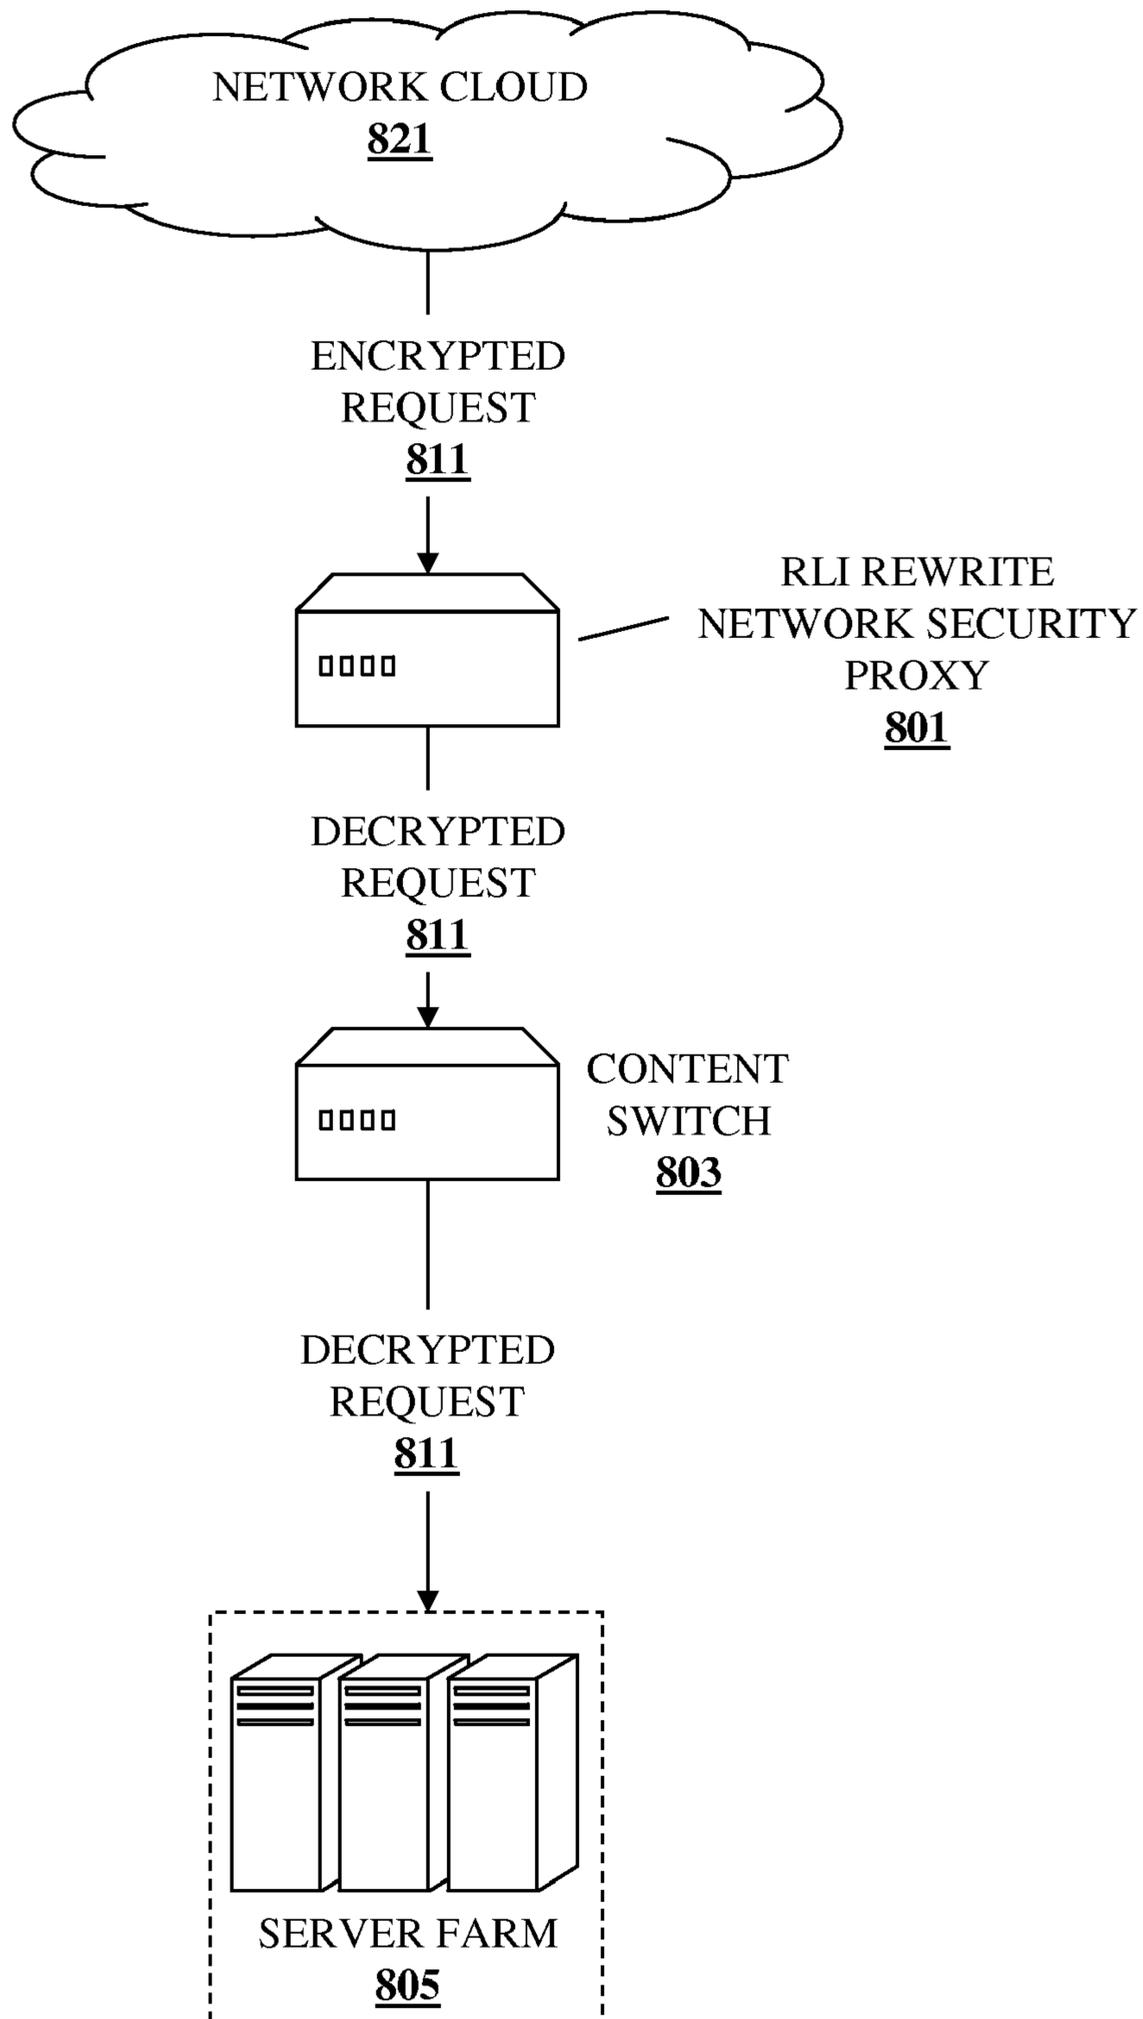 NETWORK CLOUD
821
ENCRYPTED
REQUEST
811
RLI REWRITE
NETWORK SECURITY
PROXY
801
DECRYPTED
REQUEST
811
CONTENT
SWITCH
803
DECRYPTED
REQUEST
811
SERVER FARM
805